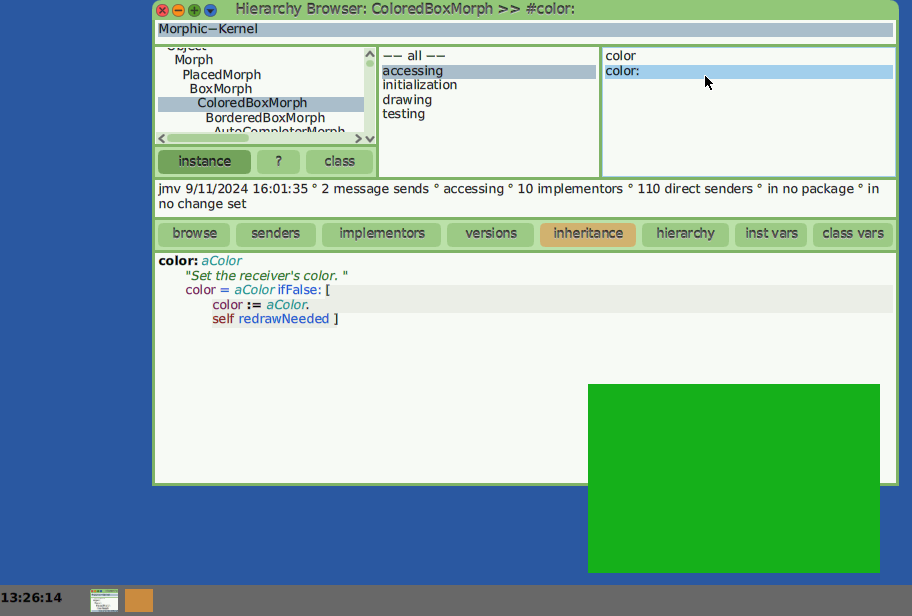 Hierarchy Browser: ColoredBoxMorph >> #color:
Morphic−Kernel
Object
Morph
PlacedMorph
BoxMorph
ColoredBoxMorph
BorderedBoxMorph
AutoCompleterMorph
instance ? class
−− all −−
accessing
initialization
drawing
testing
color
color:
jmv 9/11/2024 16:01:35 ° 2 message sends ° accessing ° 10 implementors ° 110 direct senders ° in no package ° in
no change set
browse senders implementors versions inheritance hierarchy inst vars class vars
color: aColor
"Set the receiver's color. "
color = aColor ifFalse: [
color := aColor.
self redrawNeeded ]
13:26:14